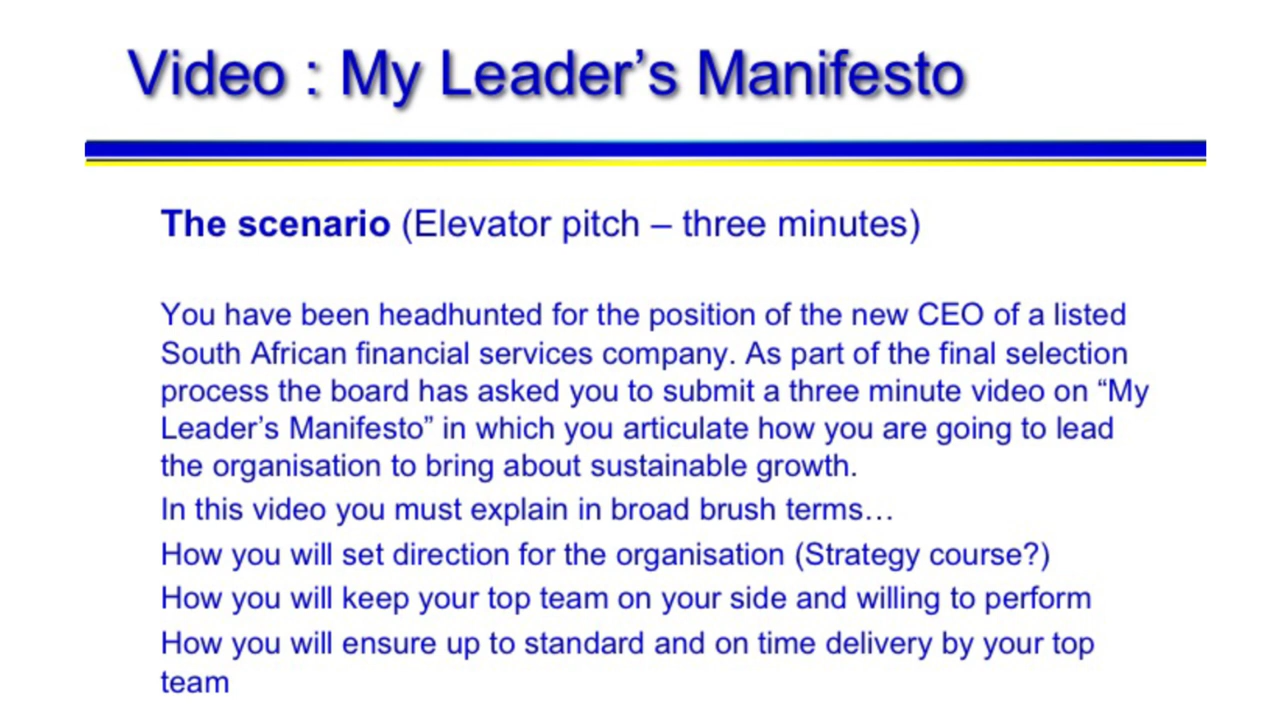 Video : My Leader’s Manifesto
The scenario (Elevator pitch – three minutes)
You have been headhunted for the position of the new CEO of a listed
South African financial services company. As part of the final selection
process the board has asked you to submit a three minute video on “My
Leader’s Manifesto” in which you articulate how you are going to lead
the organisation to bring about sustainable growth.
In this video you must explain in broad brush terms…
How you will set direction for the organisation (Strategy course?)
How you will keep your top team on your side and willing to perform
How you will ensure up to standard and on time delivery by your top
team